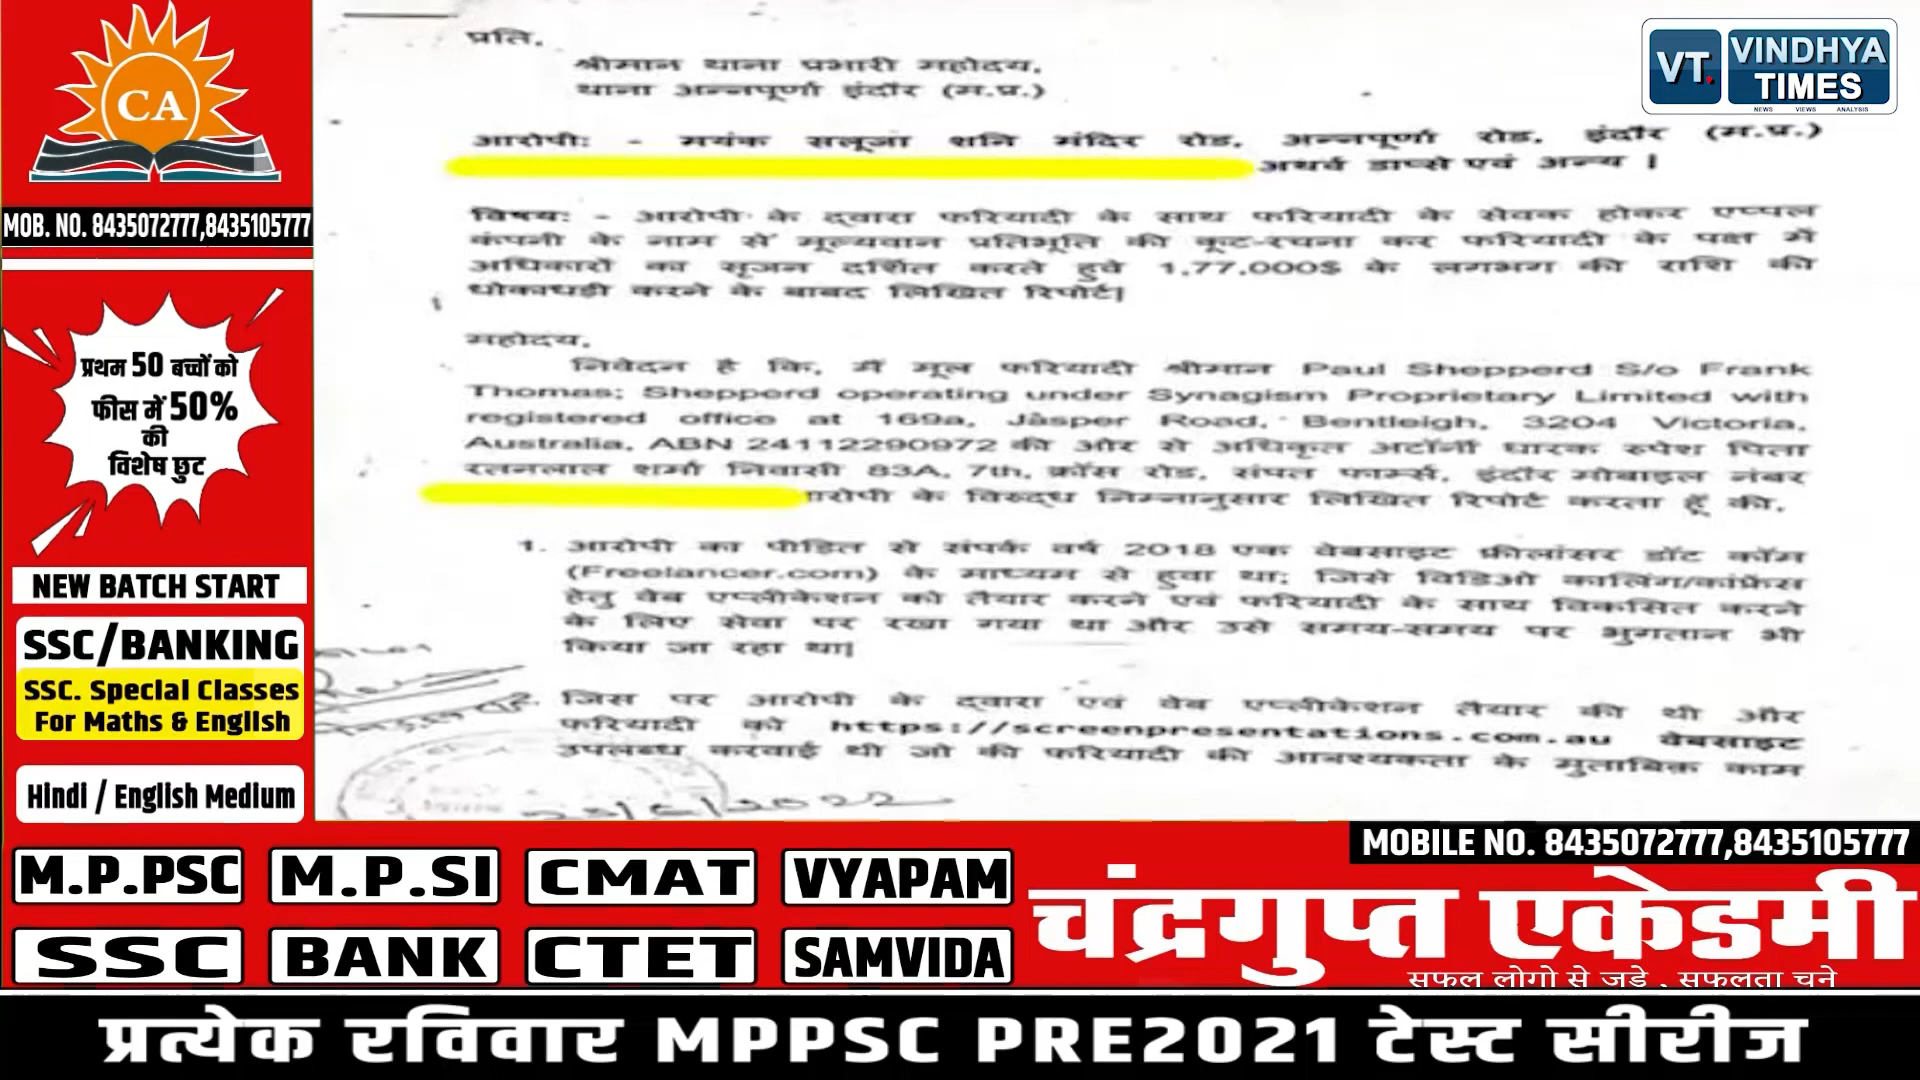 CA
MOB. NO. 8435072777,8435105777
प्रथम 50 बच्चों को
फीस में 50%
की
विशेष छुट
NEW BATCH START
SSC/BANKING
SSC. Special Classes
For Maths & English
Hindi / English Medium
VT. VINDHYA
TIMES
NEWS VIEWS ANALYSIS
प्रति,
श्रीमान थाना प्रभारी महोदय,
थाना अन्नपूर्णा इंदौर (म.प्र.)
आरोपी: - मयंक सलूजा शनि मंदिर रोड, अन्नपूर्णा रोड, इंदौर (म.प्र.)
अथर्व डाप्से एवं अन्य |
विषय: - आरोपी के द्वारा फरियादी के साथ फरियादी के सेवक होकर एप्पल
कंपनी के नाम से मूल्यवान प्रतिभूति की कूट-रचना कर फरियादी के पक्ष में
अधिकारों का सृजन दर्शित करते हुवे 1,77,000$ के लगभग की राशि की
धोकाधड़ी करने के बाबद लिखित रिपोर्ट|
महोदय,
निवेदन है कि, मैं मूल फरियादी श्रीमान Paul Shepperd S/o Frank
Thomas; Shepperd operating under Synagism Proprietary Limited with
registered office at 169a, Jasper Road, Bentleigh, 3204 Victoria,
Australia, ABN 24112290972 की और से अधिकृत अटॉर्नी धारक रुपेश पिता
रतनलाल शर्मा निवासी 83A, 7th, क्रॉस रोड, संपत फार्म्स, इंदौर मोबाइल नंबर
ारोपी के विरुद्ध निम्नानुसार लिखित रिपोर्ट करता हूँ की,
1. आरोपी का पीड़ित से संपर्क वर्ष 2018 एक वेबसाइट फ्रीलांसर डॉट कॉम
(Freelancer.com) के माध्यम से हुवा था; जिसे विडिओ कालिंग/कांफ्रेंस
हेतु वेब एप्लीकेशन को तैयार करने एवं फरियादी के साथ विकसित करने
के लिए सेवा पर रखा गया था और उसे समय-समय पर भुगतान भी
किया जा रहा था|
2. जिस पर आरोपी के द्वारा एवं वेब एप्लीकेशन तैयार की थी और
फरियादी को https://screenpresentations.com.au वेबसाइट
उपलब्ध करवाई थी जो की फरियादी की आवश्यकता के मुताबिक़ काम
MOBILE NO. 8435072777,8435105777
M.P.PSC M.P.SI CMAT VYAPAM
SSC BANK CTET SAMVIDA
चंद्रगुप्त एकेडमी
सफल लोगो से जुड़े , सफलता चुने
प्रत्येक रविवार MPPSC PRE2021 टेस्ट सीरीज